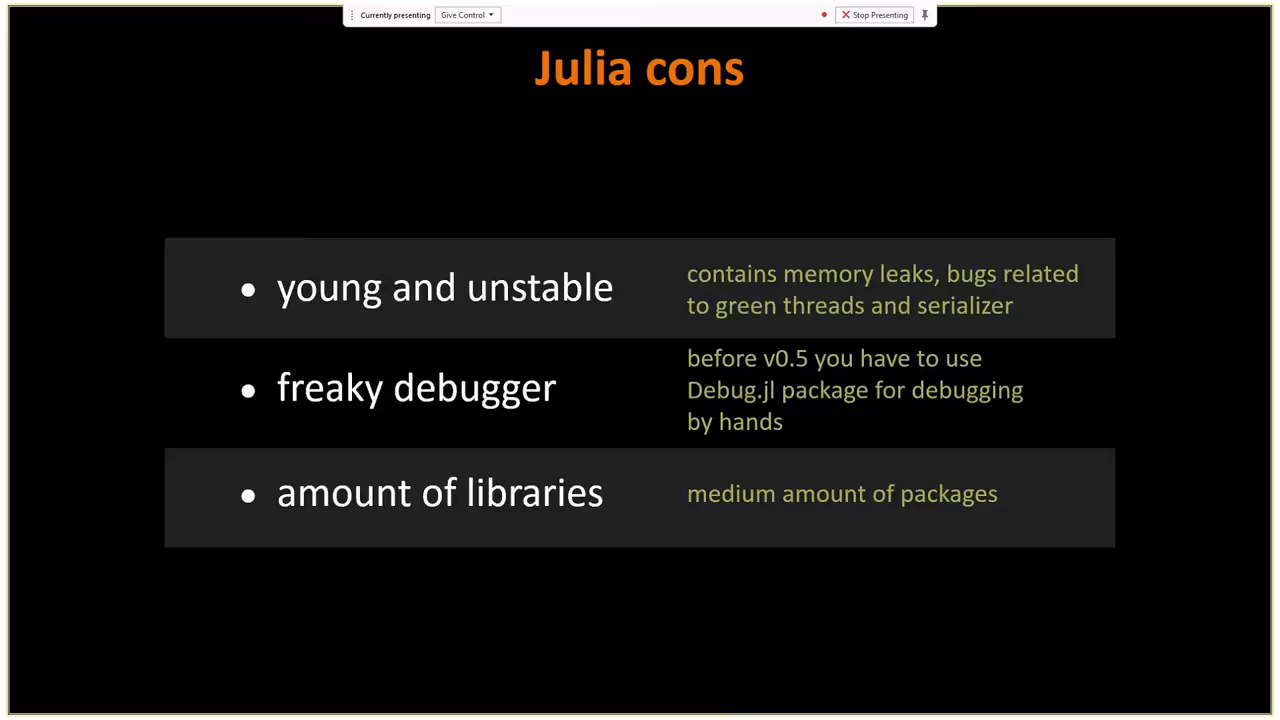 Currently presenting Give Control Stop Presenting
Julia cons
• young and unstable
contains memory leaks, bugs related
to green threads and serializer
• freaky debugger
before v0.5 you have to use
Debug.jl package for debugging
by hands
• amount of libraries
medium amount of packages